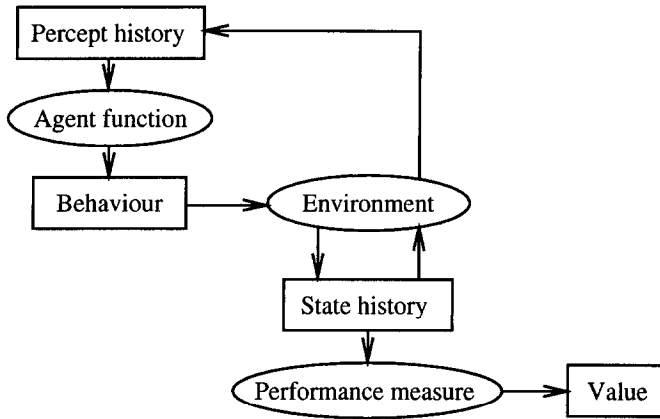 Percept history
Agent function
Behaviour
Environment
State history
Performance measure
Value